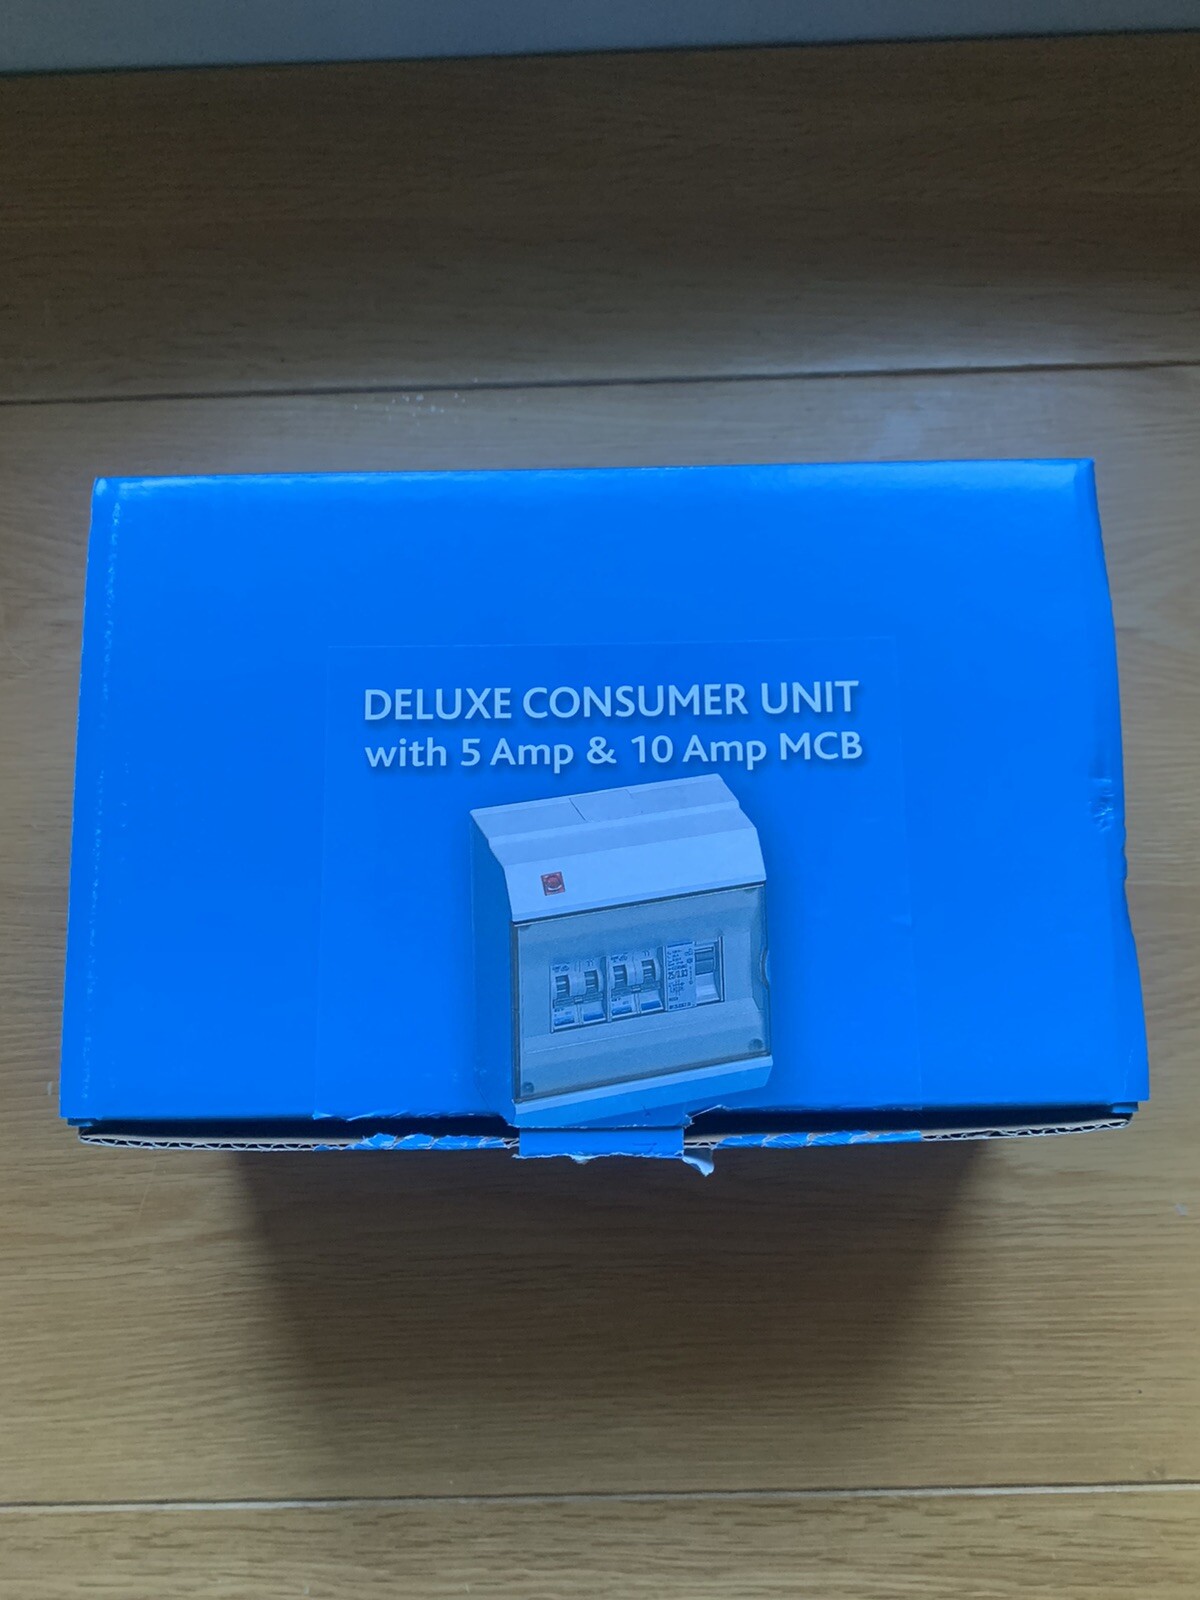 DELUXE CONSUMER UNIT
with 5 Amp & 10 Amp MCB